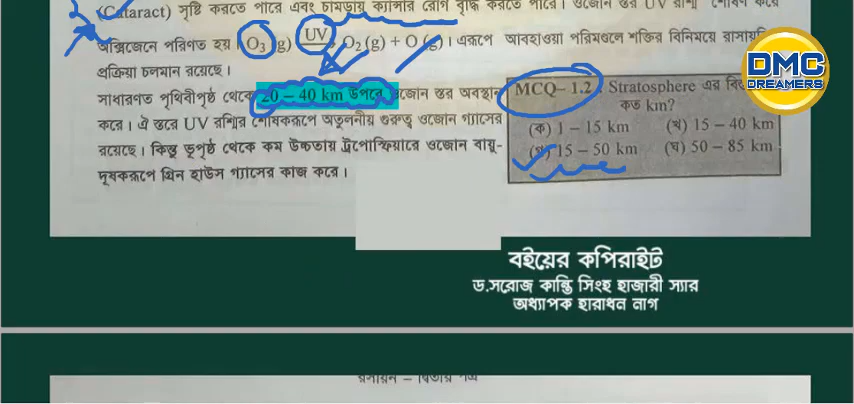 (Cataract) সৃষ্টি করতে পারে এবং চামড়ায় ক্যান্সার রোগ বৃদ্ধি করতে পারে। ওজোন স্তর UV রশ্মি শোষণ করে
অক্সিজেনে পরিণত হয়। O3 (g) UV O2(g) + O (g)। এরূপে আবহাওয়া পরিমণ্ডলে শক্তির বিনিময়ে
প্রক্রিয়া চলমান রয়েছে।
সাধারণত পৃথিবীপৃষ্ঠ থেকে 20 – 40 km উপরে ওজোন স্তর অবস্থান
করে। ঐ স্তরে UV রশ্মির শোষকরূপে অতুলনীয় গুরুত্ব ওজোন গ্যাসের
রয়েছে। কিন্তু ভূপৃষ্ঠ থেকে কম উচ্চতায় ট্রপোস্ফিয়ারে ওজোন বায়ু-
দূষকরূপে গ্রিন হাউস গ্যাসের কাজ করে।
MCQ– 1.2 Stratosphere এর
কত km?
(ক) 1 – 15 km (খ) 15 – 40 km
(গ) 15 – 50 km (ঘ) 50 – 85 km
DMC
DREAMERS
বইয়ের কপিরাইট
ড.সরোজ কান্তি সিংহ হাজারী স্যার
অধ্যাপক হারাধন নাগ
রসায়ন – দ্বিতীয় পত্র